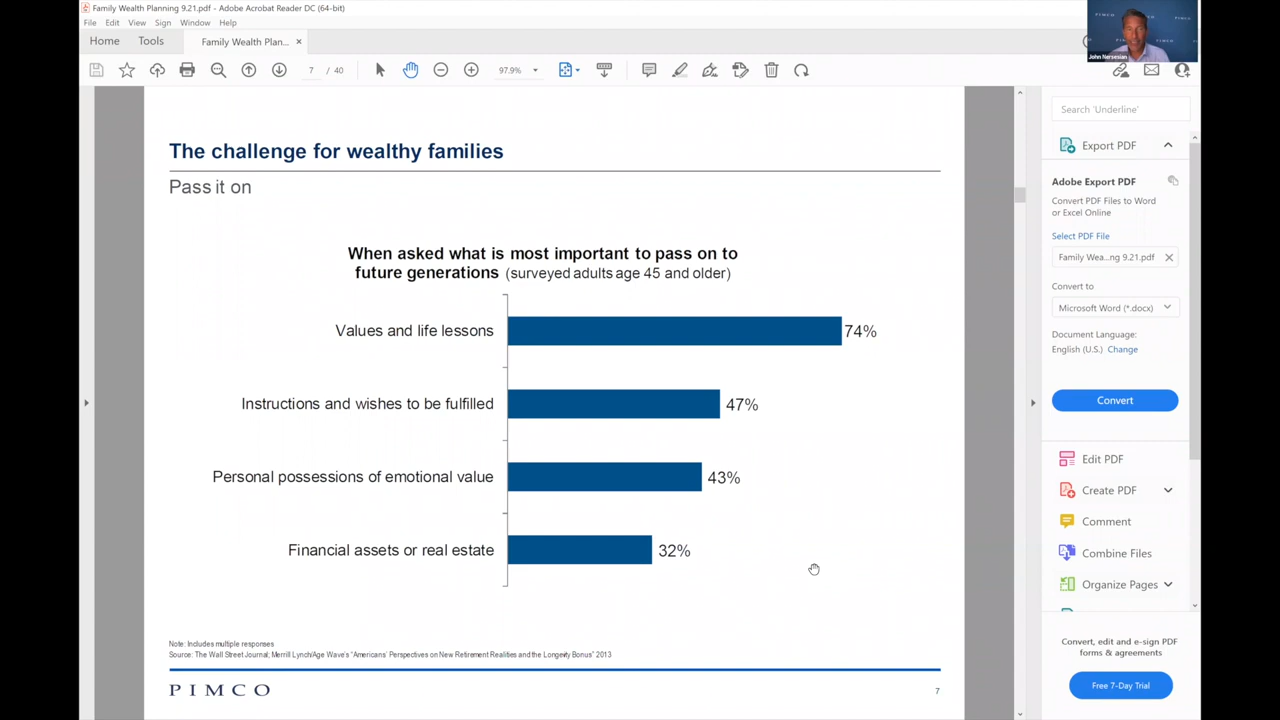 Family Wealth Planning 9.21.pdf - Adobe Acrobat Reader DC (64-bit)
File Edit View Sign Window Help
Home Tools Family Wealth Plan... ×
7 / 40 97.9%
PIMCO
John Nersesian
The challenge for wealthy families
Pass it on
When asked what is most important to pass on to
future generations (surveyed adults age 45 and older)
Values and life lessons 74%
Instructions and wishes to be fulfilled 47%
Personal possessions of emotional value 43%
Financial assets or real estate 32%
Note: Includes multiple responses
Source: The Wall Street Journal; Merrill Lynch/Age Wave's "Americans' Perspectives on New Retirement Realities and the Longevity Bonus" 2013
PIMCO
7
Search 'Underline'
Export PDF
Adobe Export PDF
Convert PDF Files to Word
or Excel Online
Select PDF File
Family Wea...ng 9.21.pdf
Convert to
Microsoft Word (*.docx)
Document Language:
English (U.S.) Change
Convert
Edit PDF
Create PDF
Comment
Combine Files
Organize Pages
Convert, edit and e-sign PDF
forms & agreements
Free 7-Day Trial